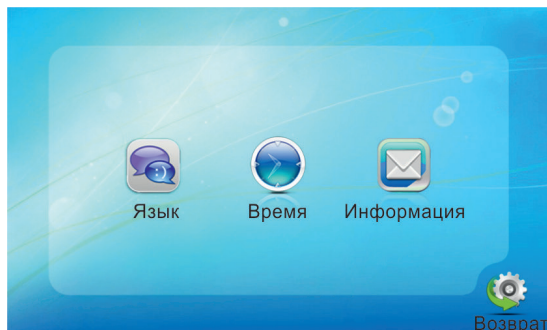 Язык Время Информация
Возврат